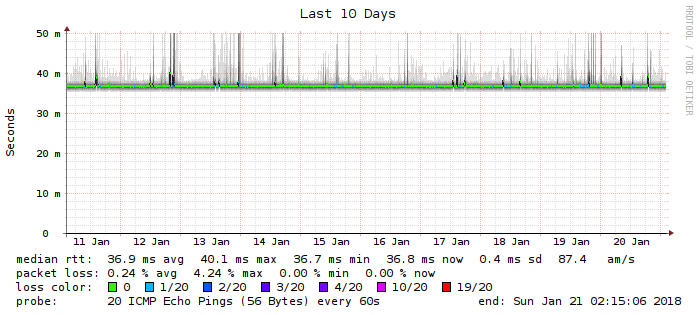 Last 10 Days
RRDTOOL / TOBI OETIKER
Seconds
50 m
40 m
30 m
20 m
10 m
0
11 Jan 12 Jan 13 Jan 14 Jan 15 Jan 16 Jan 17 Jan 18 Jan 19 Jan 20 Jan
median rtt: 36.9 ms avg 40.1 ms max 36.7 ms min 36.8 ms now 0.4 ms sd 87.4 am/s
packet loss: 0.24 % avg 4.24 % max 0.00 % min 0.00 % now
loss color: 0 1/20 2/20 3/20 4/20 10/20 19/20
probe: 20 ICMP Echo Pings (56 Bytes) every 60s end: Sun Jan 21 02:15:06 2018